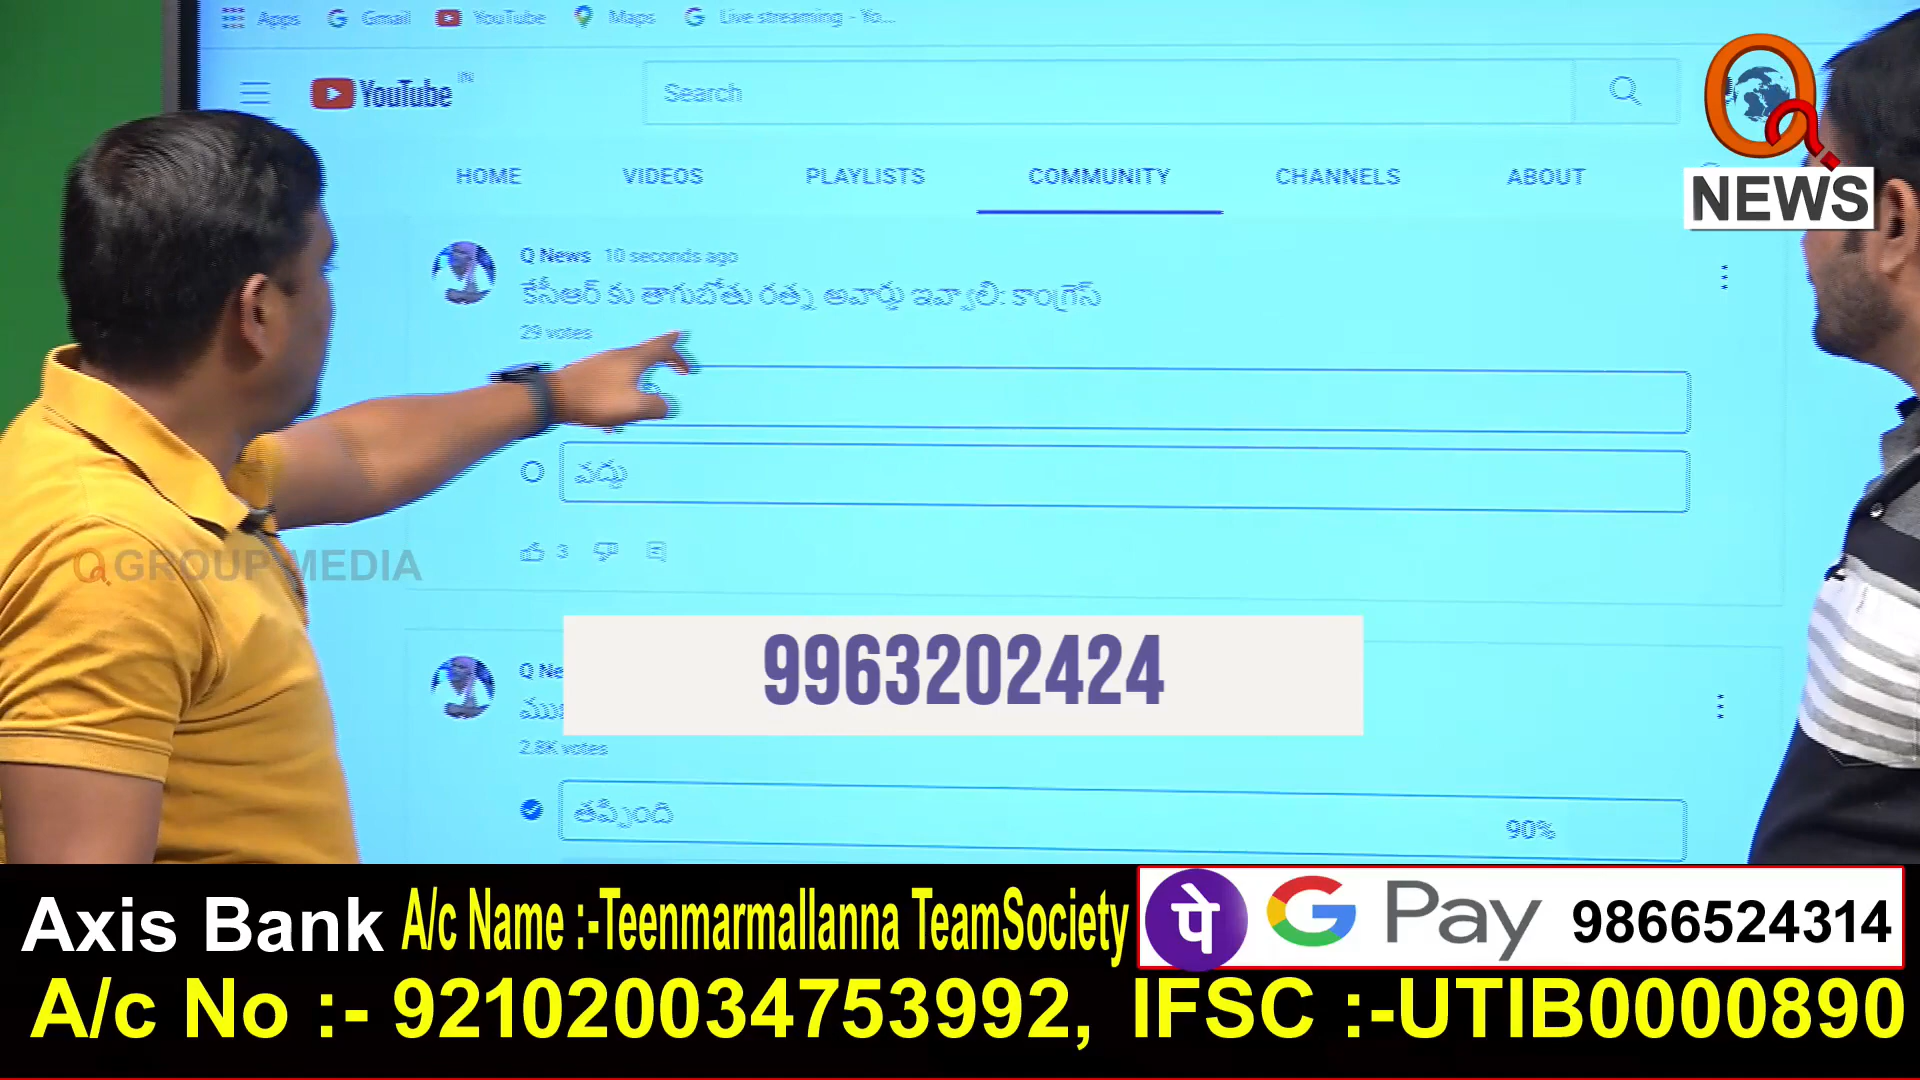 Apps Gmail YouTube Maps Live streaming - Yo...
YouTube IN
Search
HOME VIDEOS PLAYLISTS COMMUNITY CHANNELS ABOUT
Q NEWS
Q News 10 seconds ago
కేసీఆర్ కు తాగుబోతు రత్న అవార్డు ఇవ్వాలి: కాంగ్రేస్
29 votes
వద్దు
3
Q GROUP MEDIA
9963202424
Q Ne
2.8K votes
తప్పింది
90%
Axis Bank A/c Name :-Teenmarmallanna TeamSociety
पे G Pay 9866524314
A/c No :- 921020034753992, IFSC :-UTIB0000890